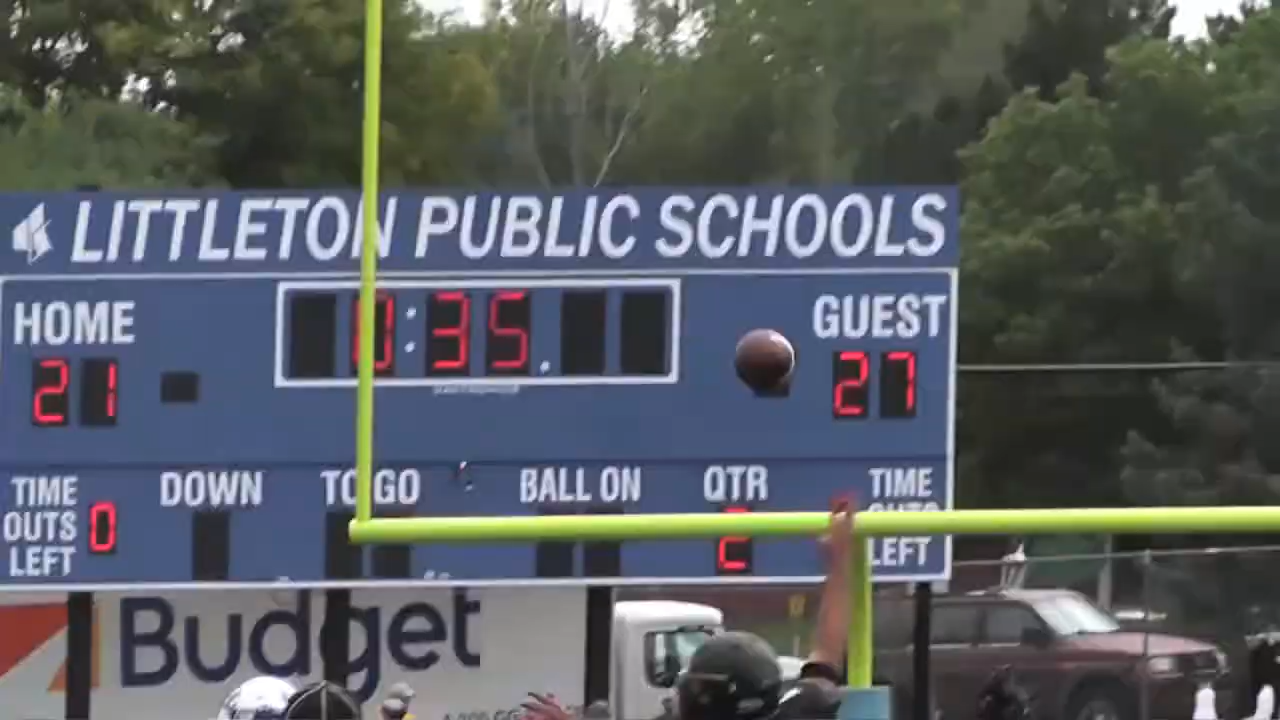 LITTLETON PUBLIC SCHOOLS
HOME 0:35 GUEST
21 27
TIME OUTS LEFT 0 DOWN TO GO BALL ON QTR 2 TIME OUTS LEFT
Budget